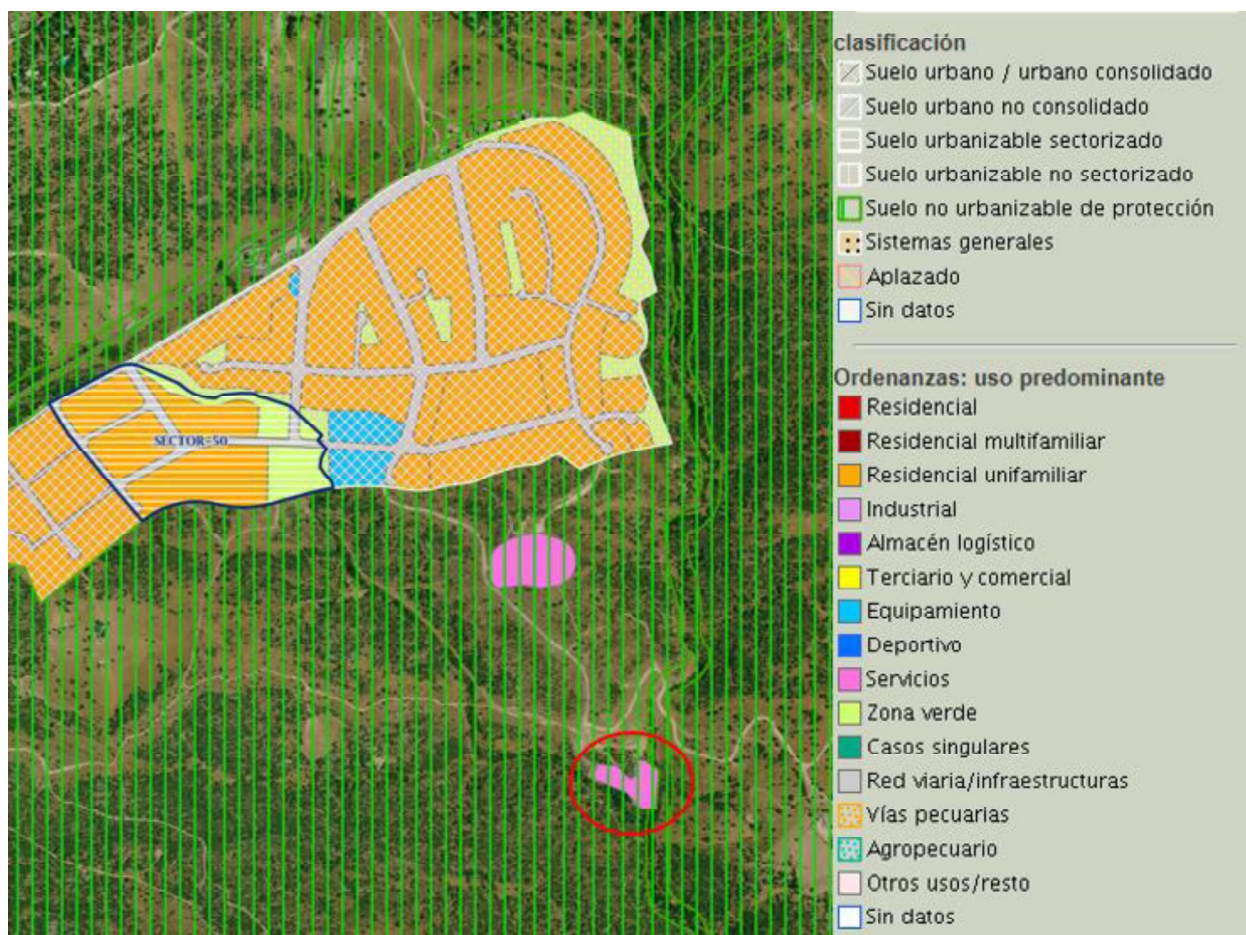 SECTOR-50
clasificación
Suelo urbano / urbano consolidado
Suelo urbano no consolidado
Suelo urbanizable sectorizado
Suelo urbanizable no sectorizado
Suelo no urbanizable de protección
Sistemas generales
Aplazado
Sin datos
Ordenanzas: uso predominante
Residencial
Residencial multifamiliar
Residencial unifamiliar
Industrial
Almacén logístico
Terciario y comercial
Equipamiento
Deportivo
Servicios
Zona verde
Casos singulares
Red viaria/infraestructuras
Vías pecuarias
Agropecuario
Otros usos/resto
Sin datos